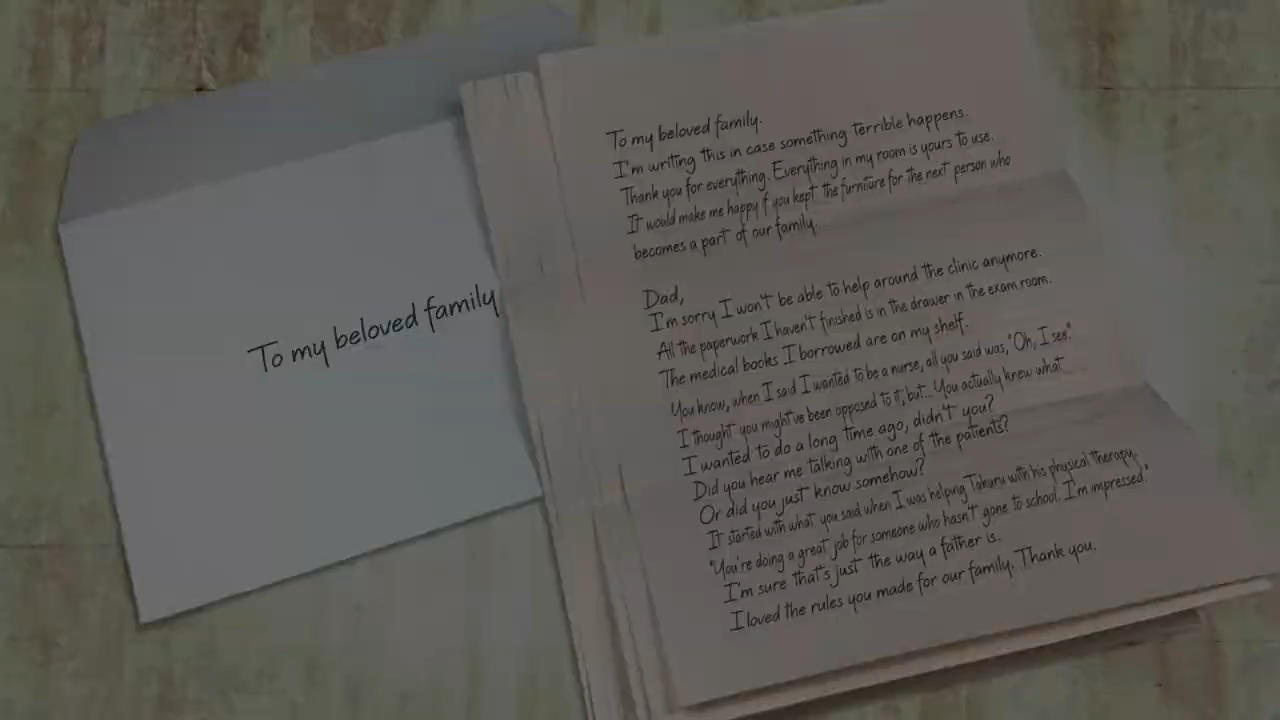 To my beloved family
To my beloved family.
I'm writing this in case something terrible happens.
Thank you for everything. Everything in my room is yours to use.
It would make me happy if you kept the furniture for the next person who
becomes a part of our family.
Dad,
I'm sorry I won't be able to help around the clinic anymore.
All the paperwork I haven't finished is in the drawer in the exam room.
The medical books I borrowed are on my shelf.
You know, when I said I wanted to be a nurse, all you said was, "Oh, I see".
I thought you might've been opposed to it, but... You actually knew what
I wanted to do a long time ago, didn't you?
Did you hear me talking with one of the patients?
Or did you just know somehow?
It started with what you said when I was helping Takuru with his physical therapy.
"You're doing a great job for someone who hasn't gone to school. I'm impressed."
I'm sure that's just the way a father is.
I loved the rules you made for our family. Thank you.